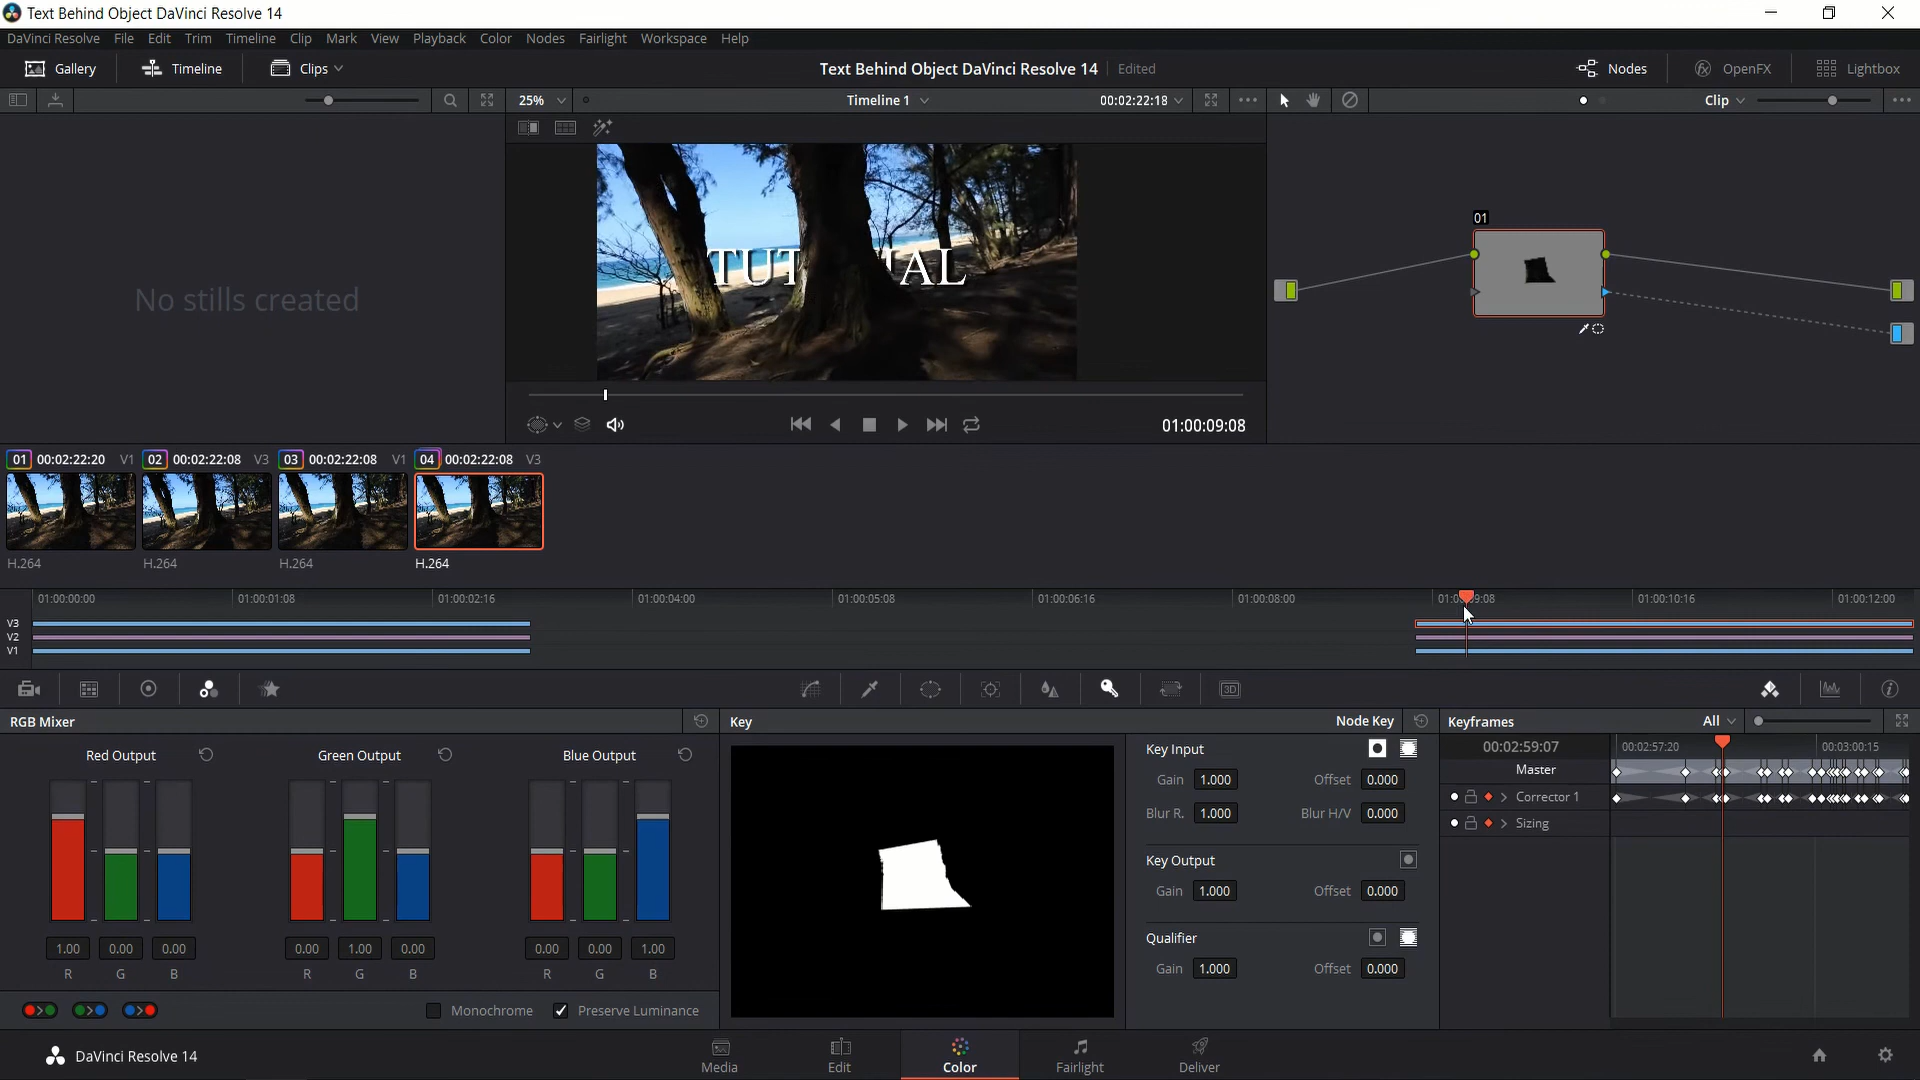 Text Behind Object DaVinci Resolve 14
DaVinci Resolve File Edit Trim Timeline Clip Mark View Playback Color Nodes Fairlight Workspace Help
Gallery Timeline Clips Text Behind Object DaVinci Resolve 14 Edited Nodes OpenFX Lightbox
25% Timeline 1 00:02:22:18 Clip
No stills created
TUT IAL
01
01:00:09:08
01 00:02:22:20 V1 02 00:02:22:08 V3 03 00:02:22:08 V1 04 00:02:22:08 V3
H.264 H.264 H.264 H.264
01:00:00:00 01:00:01:08 01:00:02:16 01:00:04:00 01:00:05:08 01:00:06:16 01:00:08:00 01:00:09:08 01:00:10:16 01:00:12:00
V3
V2
V1
3D
RGB Mixer Key Node Key Keyframes All
Red Output Green Output Blue Output
Key Input
Gain 1.000 Offset 0.000
Blur R. 1.000 Blur H/V 0.000
Key Output
Gain 1.000 Offset 0.000
Qualifier
Gain 1.000 Offset 0.000
00:02:59:07 00:02:57:20 00:03:00:15
Master
Corrector 1
Sizing
1.00 0.00 0.00 0.00 1.00 0.00 0.00 0.00 1.00
R G B R G B R G B
Monochrome Preserve Luminance
DaVinci Resolve 14 Media Edit Color Fairlight Deliver